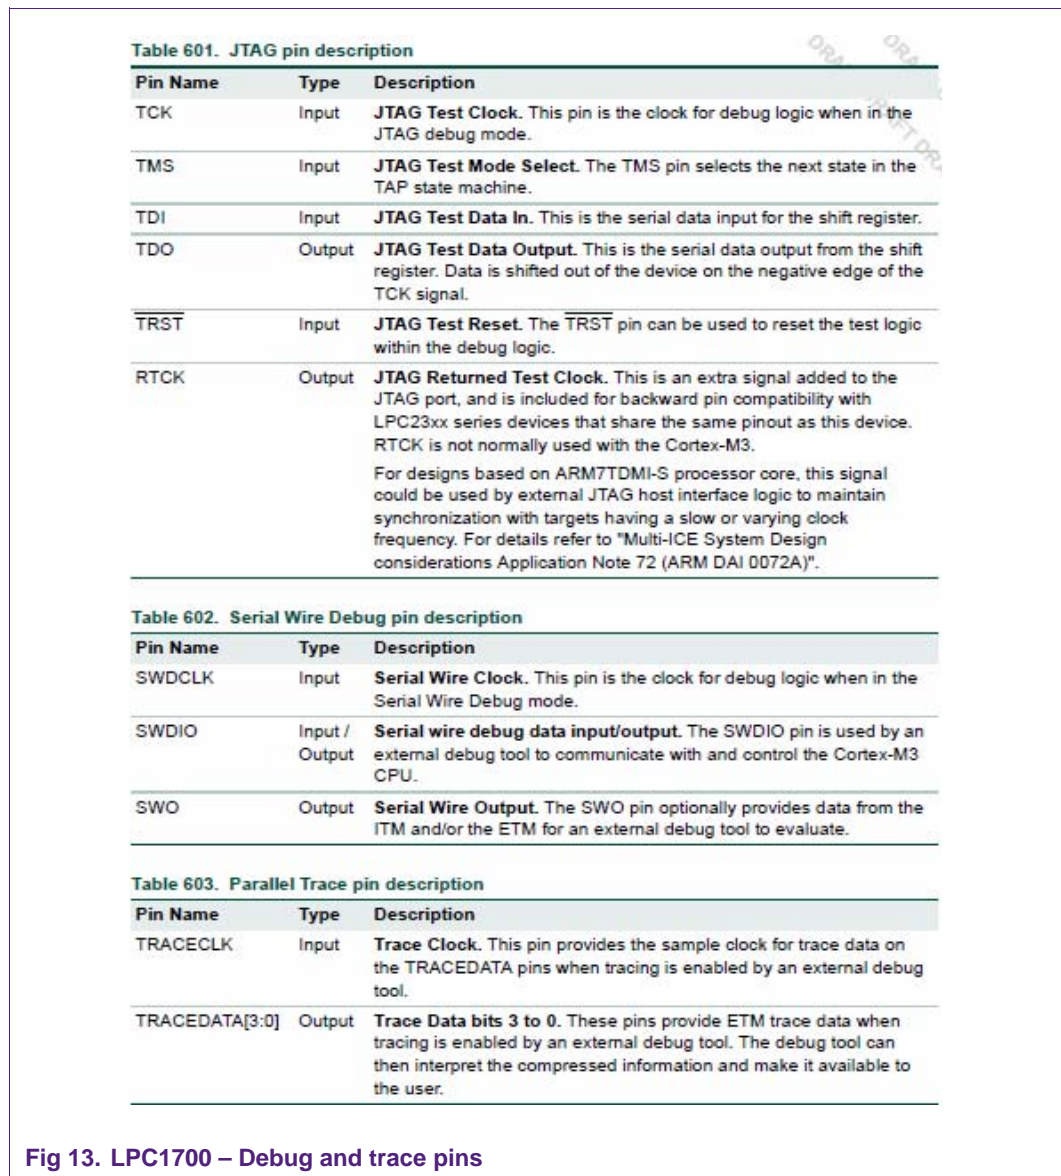 Table 601. JTAG pin description
Pin Name Type Description
TCK Input JTAG Test Clock. This pin is the clock for debug logic when in the
JTAG debug mode.
TMS Input JTAG Test Mode Select. The TMS pin selects the next state in the
TAP state machine.
TDI Input JTAG Test Data In. This is the serial data input for the shift register.
TDO Output JTAG Test Data Output. This is the serial data output from the shift
register. Data is shifted out of the device on the negative edge of the
TCK signal.
TRST Input JTAG Test Reset. The TRST pin can be used to reset the test logic
within the debug logic.
RTCK Output JTAG Returned Test Clock. This is an extra signal added to the
JTAG port, and is included for backward pin compatibility with
LPC23xx series devices that share the same pinout as this device.
RTCK is not normally used with the Cortex-M3.
For designs based on ARM7TDMI-S processor core, this signal
could be used by external JTAG host interface logic to maintain
synchronization with targets having a slow or varying clock
frequency. For details refer to "Multi-ICE System Design
considerations Application Note 72 (ARM DAI 0072A)".
Table 602. Serial Wire Debug pin description
Pin Name Type Description
SWDCLK Input Serial Wire Clock. This pin is the clock for debug logic when in the
Serial Wire Debug mode.
SWDIO Input / Serial wire debug data input/output. The SWDIO pin is used by an
Output external debug tool to communicate with and control the Cortex-M3
CPU.
SWO Output Serial Wire Output. The SWO pin optionally provides data from the
ITM and/or the ETM for an external debug tool to evaluate.
Table 603. Parallel Trace pin description
Pin Name Type Description
TRACECLK Input Trace Clock. This pin provides the sample clock for trace data on
the TRACEDATA pins when tracing is enabled by an external debug
tool.
TRACEDATA[3:0] Output Trace Data bits 3 to 0. These pins provide ETM trace data when
tracing is enabled by an external debug tool. The debug tool can
then interpret the compressed information and make it available to
the user.
Fig 13. LPC1700 – Debug and trace pins